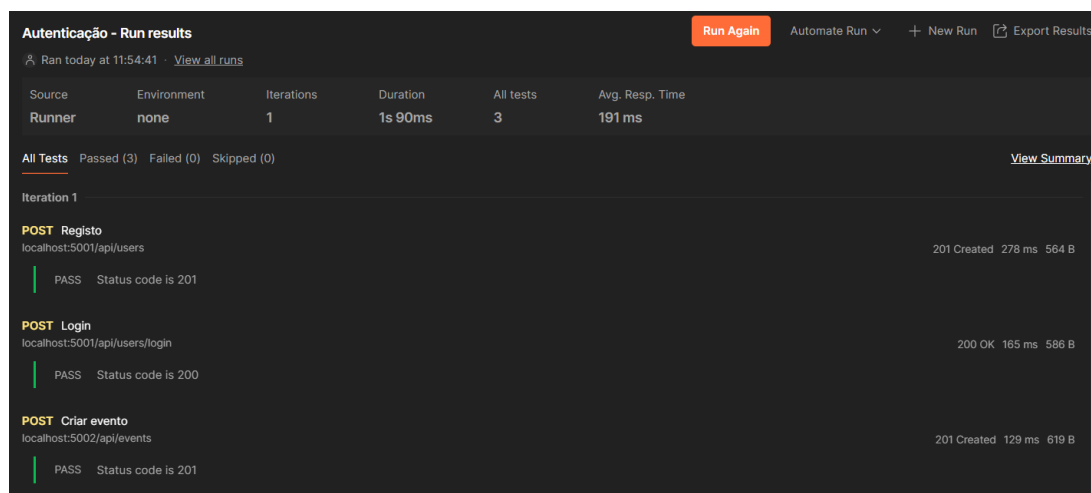 Autenticação - Run results
Run Again
Automate Run
New Run
Export Results
Ran today at 11:54:41 · View all runs
Source Environment Iterations Duration All tests Avg. Resp. Time
Runner none 1 1s 90ms 3 191 ms
All Tests Passed (3) Failed (0) Skipped (0) View Summary
Iteration 1
POST Registo
localhost:5001/api/users 201 Created 278 ms 564 B
PASS Status code is 201
POST Login
localhost:5001/api/users/login 200 OK 165 ms 586 B
PASS Status code is 200
POST Criar evento
localhost:5002/api/events 201 Created 129 ms 619 B
PASS Status code is 201